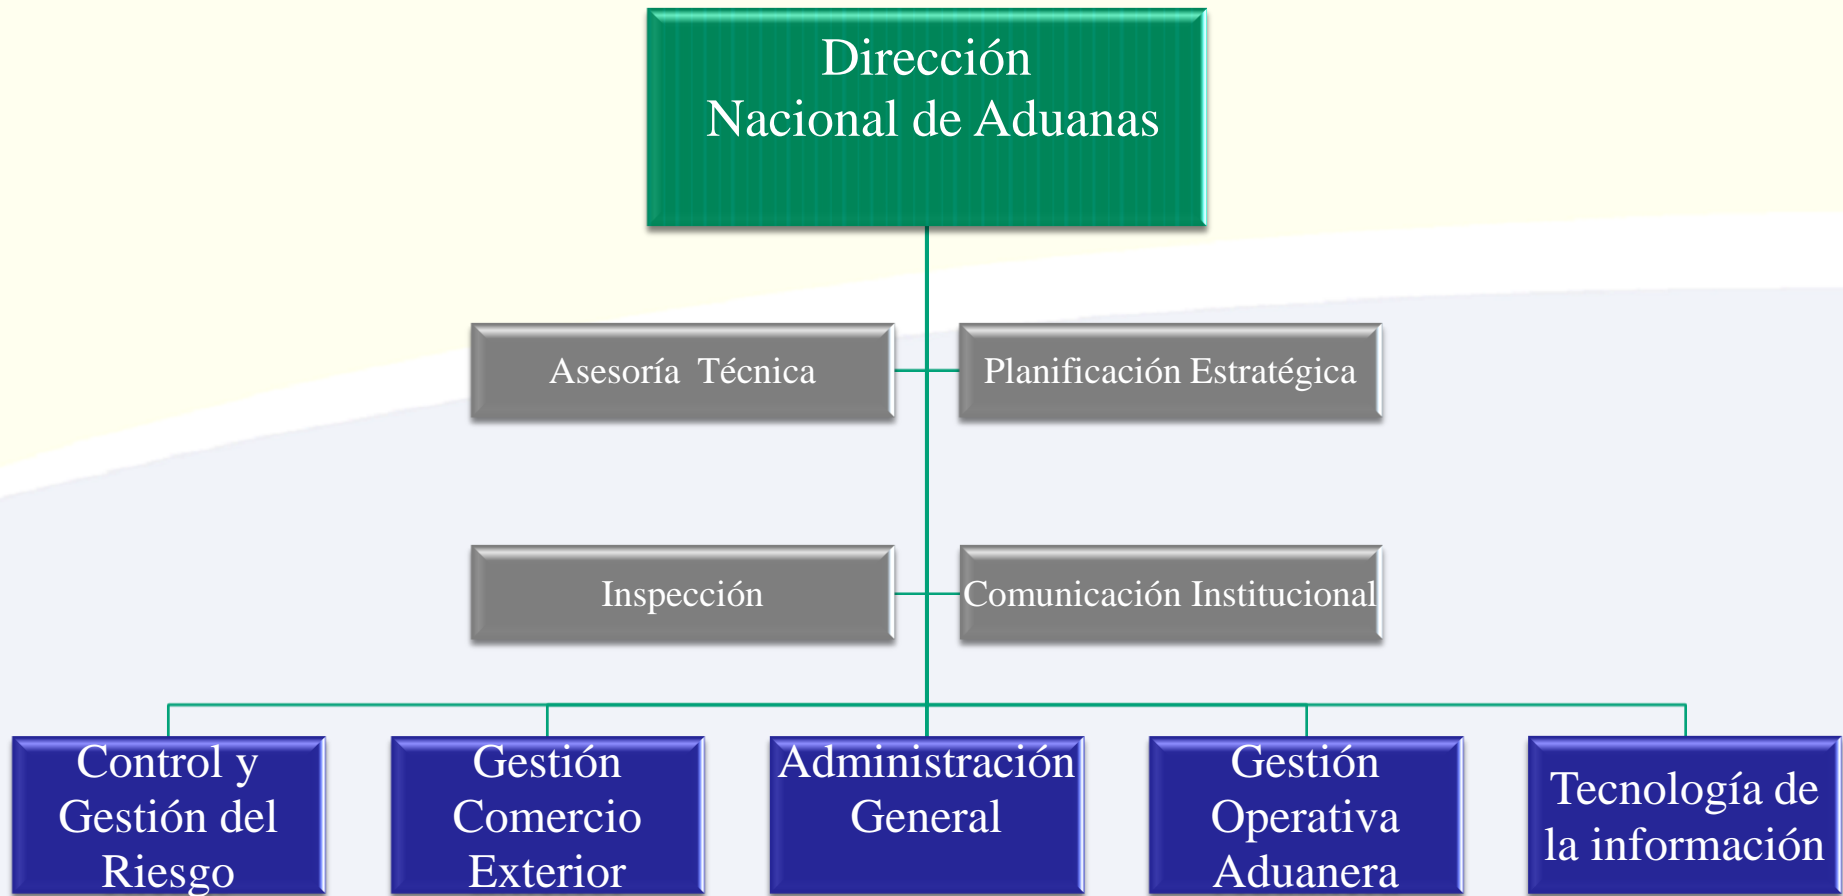 Dirección
Nacional de Aduanas
Asesoría Técnica
Planificación Estratégica
Inspección
Comunicación Institucional
Control y
Gestión del
Riesgo
Gestión
Comercio
Exterior
Administración
General
Gestión
Operativa
Aduanera
Tecnología de
la información